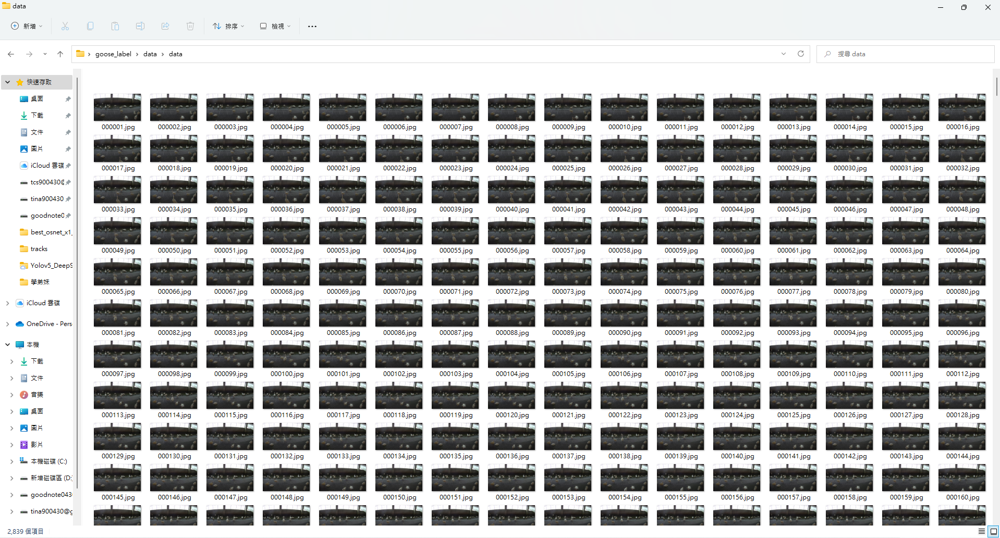 data
新增
排序
檢視
goose_label
data
data
搜尋 data
快速存取
桌面
下載
文件
圖片
iCloud 雲碟
tcs900430@
tina900430
goodnote0
best_osnet_x1_
tracks
Yolov5_DeepS
學弟妹
iCloud 雲碟
OneDrive - Pers
本機
下載
文件
音樂
桌面
圖片
影片
本機磁碟 (C:)
新增磁碟區 (D:)
goodnote043
tina900430@g
000001.jpg 000002.jpg 000003.jpg 000004.jpg 000005.jpg 000006.jpg 000007.jpg 000008.jpg 000009.jpg 000010.jpg 000011.jpg 000012.jpg 000013.jpg 000014.jpg 000015.jpg 000016.jpg
000017.jpg 000018.jpg 000019.jpg 000020.jpg 000021.jpg 000022.jpg 000023.jpg 000024.jpg 000025.jpg 000026.jpg 000027.jpg 000028.jpg 000029.jpg 000030.jpg 000031.jpg 000032.jpg
000033.jpg 000034.jpg 000035.jpg 000036.jpg 000037.jpg 000038.jpg 000039.jpg 000040.jpg 000041.jpg 000042.jpg 000043.jpg 000044.jpg 000045.jpg 000046.jpg 000047.jpg 000048.jpg
000049.jpg 000050.jpg 000051.jpg 000052.jpg 000053.jpg 000054.jpg 000055.jpg 000056.jpg 000057.jpg 000058.jpg 000059.jpg 000060.jpg 000061.jpg 000062.jpg 000063.jpg 000064.jpg
000065.jpg 000066.jpg 000067.jpg 000068.jpg 000069.jpg 000070.jpg 000071.jpg 000072.jpg 000073.jpg 000074.jpg 000075.jpg 000076.jpg 000077.jpg 000078.jpg 000079.jpg 000080.jpg
000081.jpg 000082.jpg 000083.jpg 000084.jpg 000085.jpg 000086.jpg 000087.jpg 000088.jpg 000089.jpg 000090.jpg 000091.jpg 000092.jpg 000093.jpg 000094.jpg 000095.jpg 000096.jpg
000097.jpg 000098.jpg 000099.jpg 000100.jpg 000101.jpg 000102.jpg 000103.jpg 000104.jpg 000105.jpg 000106.jpg 000107.jpg 000108.jpg 000109.jpg 000110.jpg 000111.jpg 000112.jpg
000113.jpg 000114.jpg 000115.jpg 000116.jpg 000117.jpg 000118.jpg 000119.jpg 000120.jpg 000121.jpg 000122.jpg 000123.jpg 000124.jpg 000125.jpg 000126.jpg 000127.jpg 000128.jpg
000129.jpg 000130.jpg 000131.jpg 000132.jpg 000133.jpg 000134.jpg 000135.jpg 000136.jpg 000137.jpg 000138.jpg 000139.jpg 000140.jpg 000141.jpg 000142.jpg 000143.jpg 000144.jpg
000145.jpg 000146.jpg 000147.jpg 000148.jpg 000149.jpg 000150.jpg 000151.jpg 000152.jpg 000153.jpg 000154.jpg 000155.jpg 000156.jpg 000157.jpg 000158.jpg 000159.jpg 000160.jpg
2,839 個項目